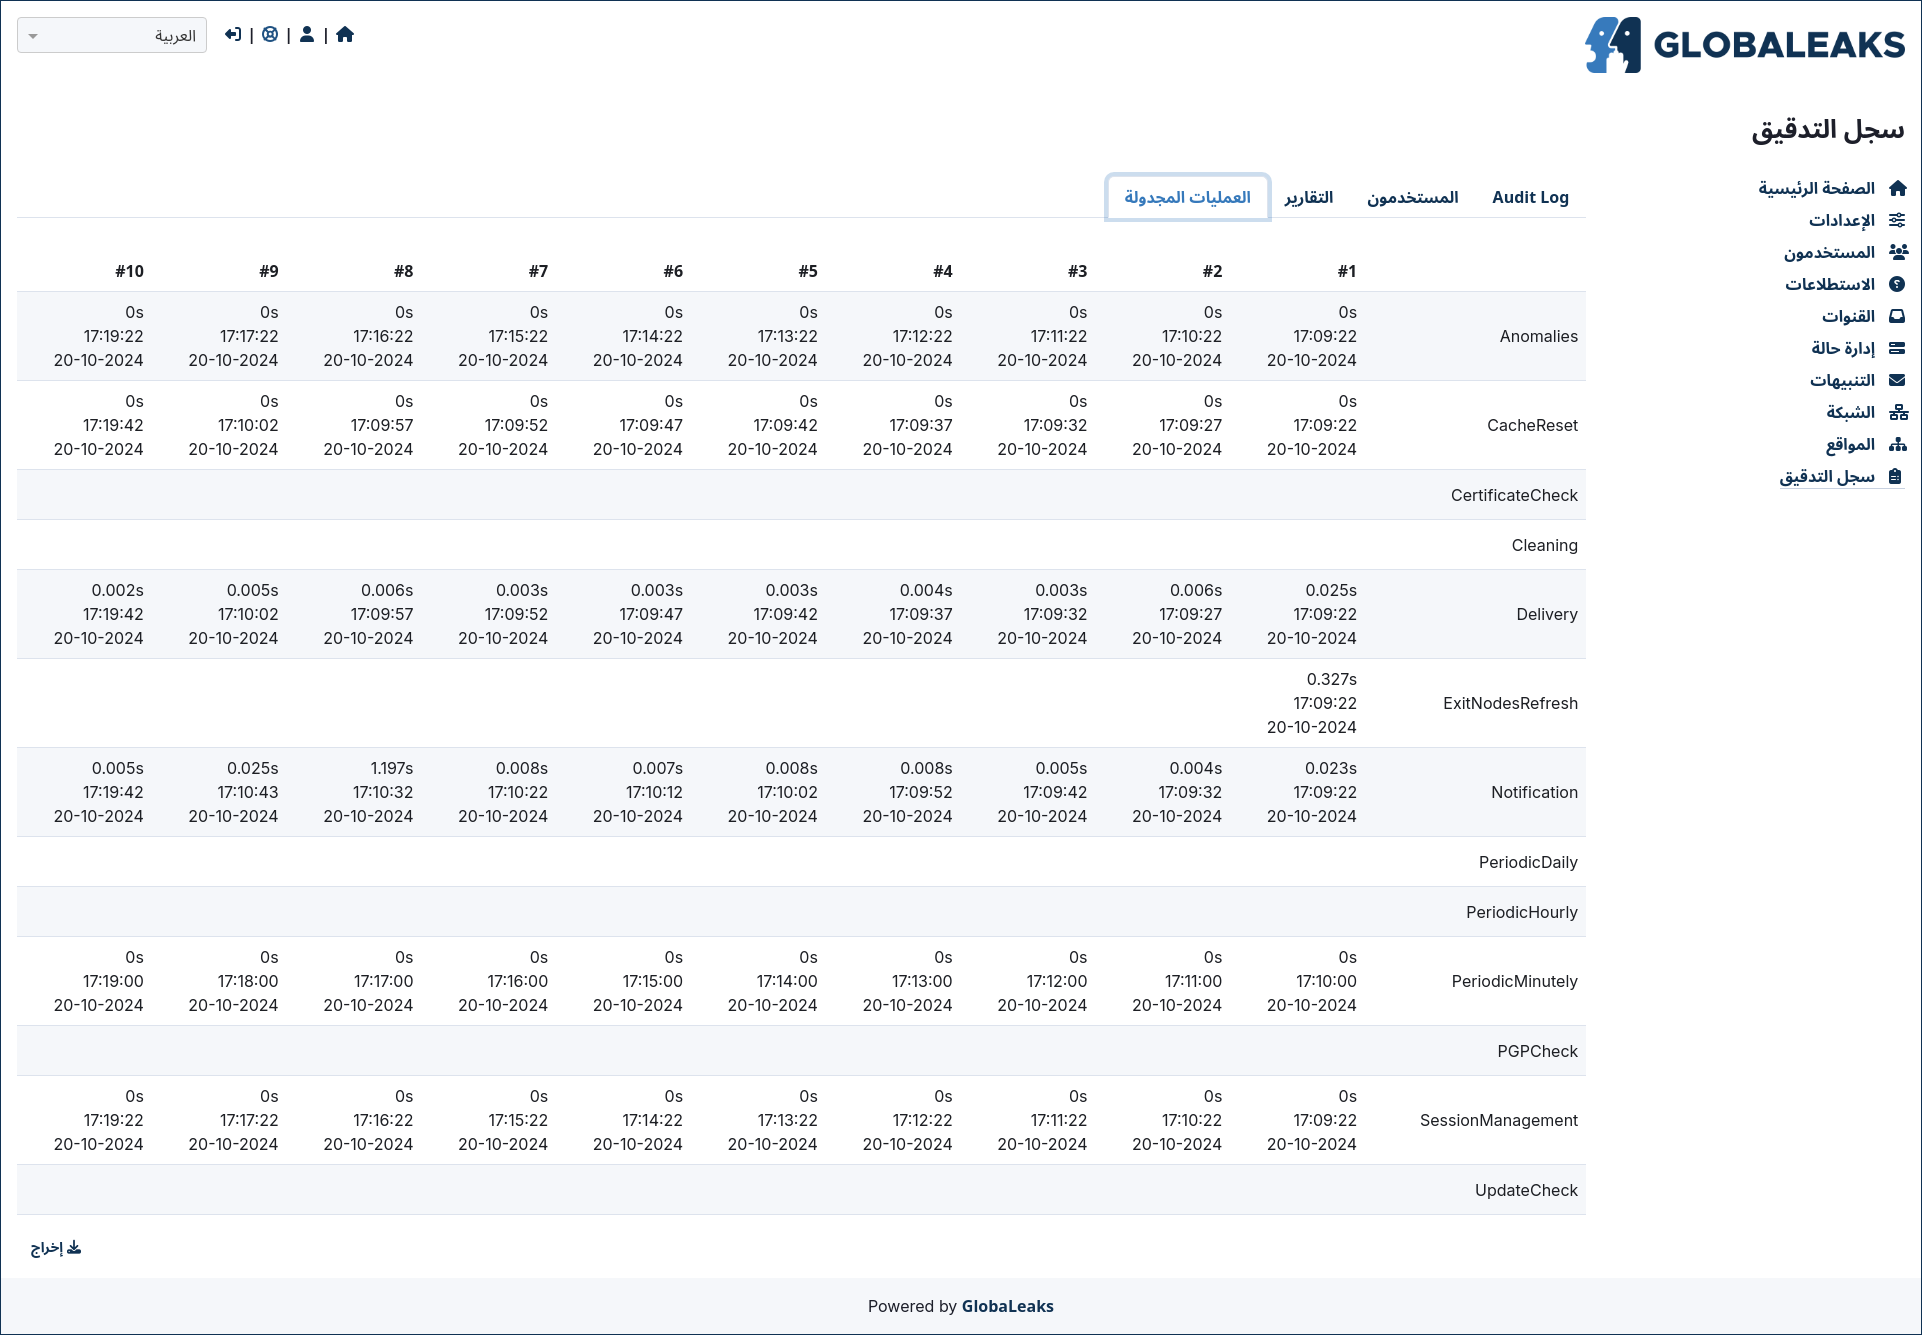 GLOBALEAKS
العربية
سجل التدقيق
الصفحة الرئيسية
الإعدادات
المستخدمون
الاستطلاعات
القنوات
إدارة حالة
التنبيهات
الشبكة
المواقع
سجل التدقيق
Audit Log المستخدمون التقارير العمليات المجدولة
#1 #2 #3 #4 #5 #6 #7 #8 #9 #10
Anomalies
0s 0s 0s 0s 0s 0s 0s 0s 0s 0s
17:09:22 17:10:22 17:11:22 17:12:22 17:13:22 17:14:22 17:15:22 17:16:22 17:17:22 17:19:22
20-10-2024 20-10-2024 20-10-2024 20-10-2024 20-10-2024 20-10-2024 20-10-2024 20-10-2024 20-10-2024 20-10-2024
CacheReset
0s 0s 0s 0s 0s 0s 0s 0s 0s 0s
17:09:22 17:09:27 17:09:32 17:09:37 17:09:42 17:09:47 17:09:52 17:09:57 17:10:02 17:19:42
20-10-2024 20-10-2024 20-10-2024 20-10-2024 20-10-2024 20-10-2024 20-10-2024 20-10-2024 20-10-2024 20-10-2024
CertificateCheck
Cleaning
Delivery
0.025s 0.006s 0.003s 0.004s 0.003s 0.003s 0.003s 0.006s 0.005s 0.002s
17:09:22 17:09:27 17:09:32 17:09:37 17:09:42 17:09:47 17:09:52 17:09:57 17:10:02 17:19:42
20-10-2024 20-10-2024 20-10-2024 20-10-2024 20-10-2024 20-10-2024 20-10-2024 20-10-2024 20-10-2024 20-10-2024
ExitNodesRefresh
0.327s
17:09:22
20-10-2024
Notification
0.023s 0.004s 0.005s 0.008s 0.008s 0.007s 0.008s 1.197s 0.025s 0.005s
17:09:22 17:09:32 17:09:42 17:09:52 17:10:02 17:10:12 17:10:22 17:10:32 17:10:43 17:19:42
20-10-2024 20-10-2024 20-10-2024 20-10-2024 20-10-2024 20-10-2024 20-10-2024 20-10-2024 20-10-2024 20-10-2024
PeriodicDaily
PeriodicHourly
PeriodicMinutely
0s 0s 0s 0s 0s 0s 0s 0s 0s 0s
17:10:00 17:11:00 17:12:00 17:13:00 17:14:00 17:15:00 17:16:00 17:17:00 17:18:00 17:19:00
20-10-2024 20-10-2024 20-10-2024 20-10-2024 20-10-2024 20-10-2024 20-10-2024 20-10-2024 20-10-2024 20-10-2024
PGPCheck
SessionManagement
0s 0s 0s 0s 0s 0s 0s 0s 0s 0s
17:09:22 17:10:22 17:11:22 17:12:22 17:13:22 17:14:22 17:15:22 17:16:22 17:17:22 17:19:22
20-10-2024 20-10-2024 20-10-2024 20-10-2024 20-10-2024 20-10-2024 20-10-2024 20-10-2024 20-10-2024 20-10-2024
UpdateCheck
إخراج
Powered by GlobaLeaks